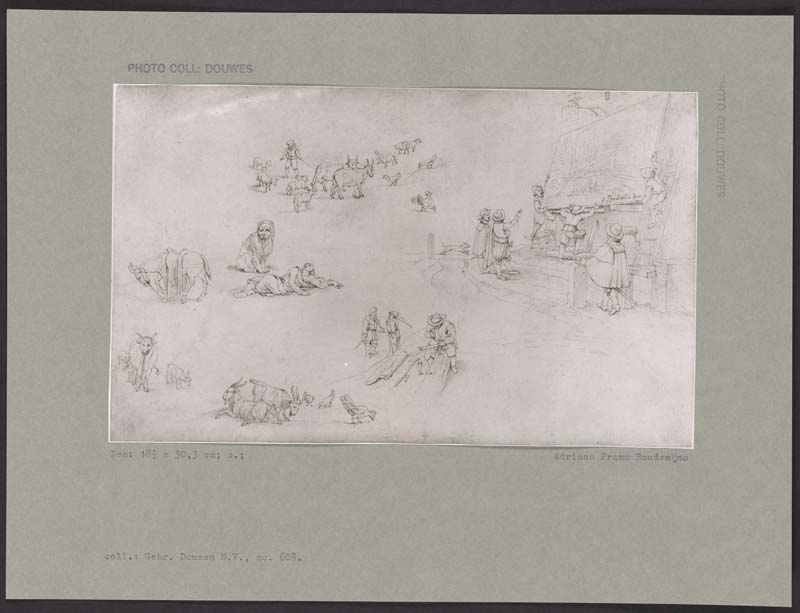 PHOTO COLL: DOUWES
PHOTO COLL: DOUWES
Pen: 18½ x 30,3 cm; s.;
Adriaan Frans Boudewijns
coll.: Gebr. Douwes N.V., no. 608.